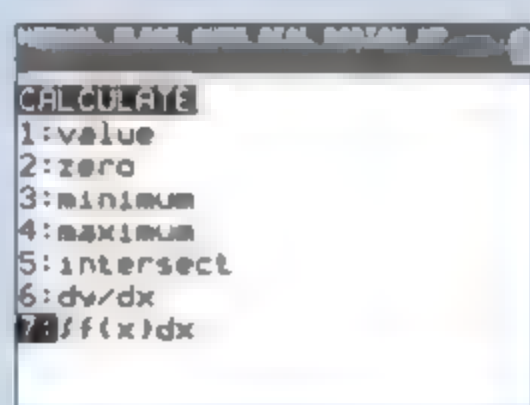 CALCULATE
1:value
2:zero
3:minimum
4:maximum
5:intersect
6:dy/dx
7:∫f(x)dx